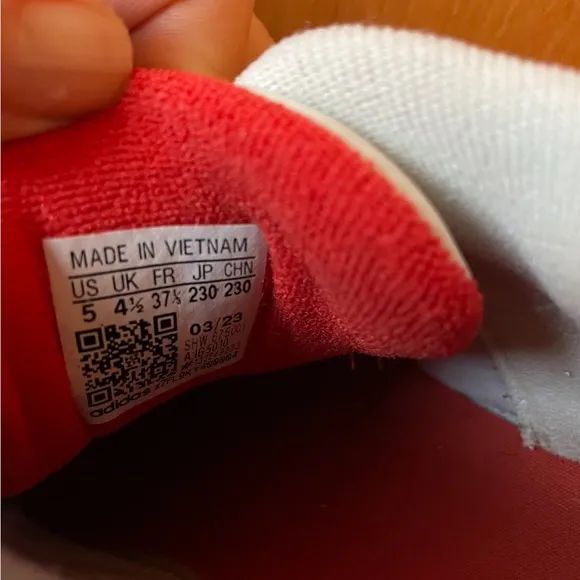 MADE IN VIETNAM
US UK FR JP CHN
5 4½ 37⅓ 230 230
03/23
adidas